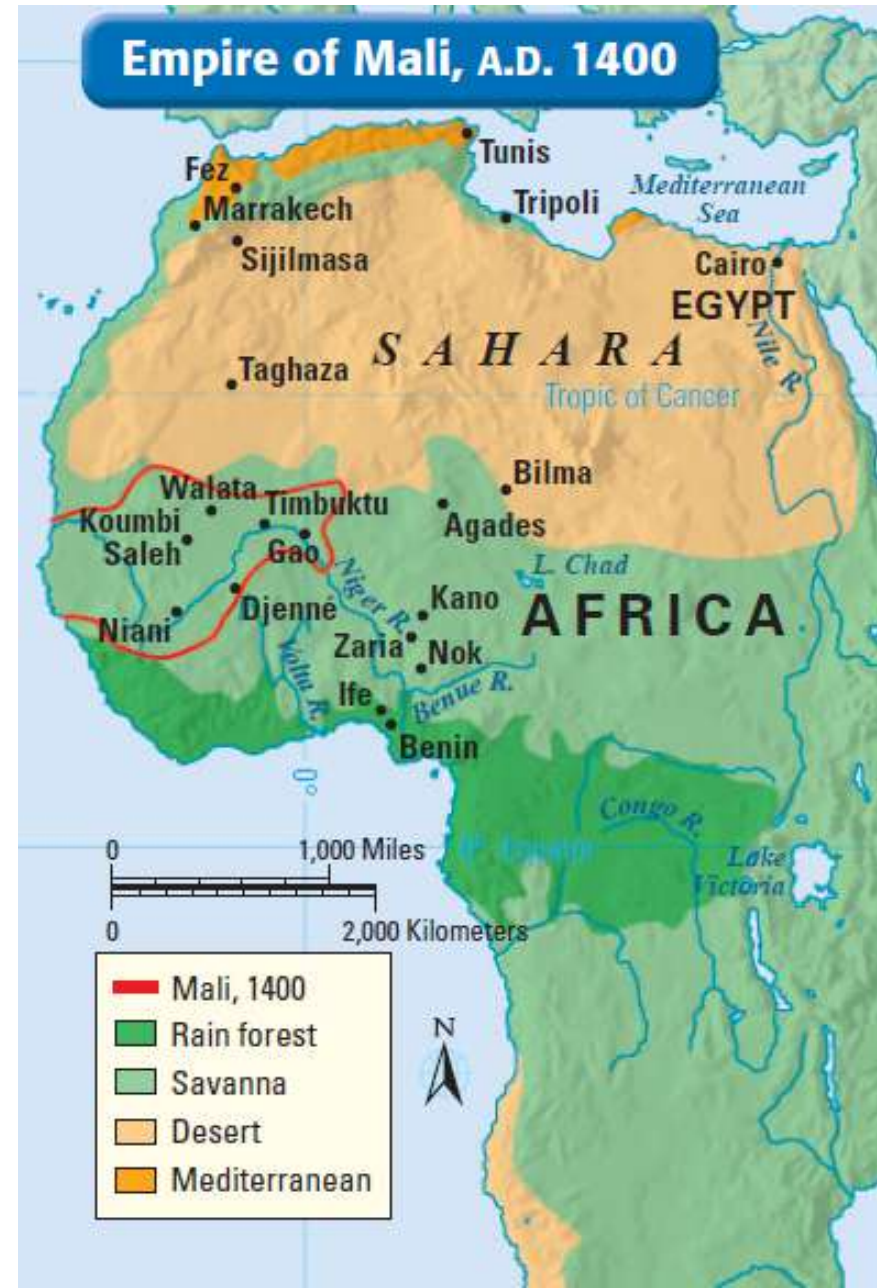 Empire of Mali, A.D. 1400
Fez
Tunis
Marrakech
Tripoli
Mediterranean
Sea
Sijilmasa
Cairo
EGYPT
Nile R.
SAHARA
Taghaza
Tropic of Cancer
Walata
Timbuktu
Bilma
Koumbi
Saleh
Gao
Agades
L. Chad
Niger R.
Kano
AFRICA
Niani
Djenné
Zaria
Nok
Volta R.
Ife
Benue R.
Benin
0°
Congo R.
Lake
Victoria
0 1,000 Miles
0 2,000 Kilometers
N
Mali, 1400
Rain forest
Savanna
Desert
Mediterranean